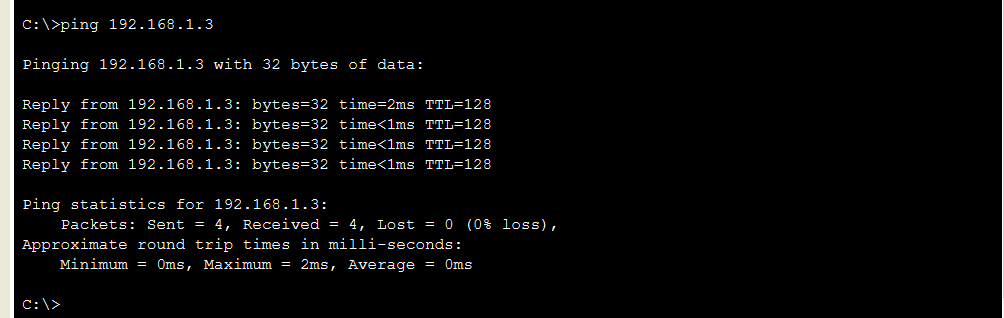 C:\>ping 192.168.1.3
Pinging 192.168.1.3 with 32 bytes of data:
Reply from 192.168.1.3: bytes=32 time=2ms TTL=128
Reply from 192.168.1.3: bytes=32 time<1ms TTL=128
Reply from 192.168.1.3: bytes=32 time<1ms TTL=128
Reply from 192.168.1.3: bytes=32 time<1ms TTL=128
Ping statistics for 192.168.1.3:
    Packets: Sent = 4, Received = 4, Lost = 0 (0% loss),
Approximate round trip times in milli-seconds:
    Minimum = 0ms, Maximum = 2ms, Average = 0ms
C:\>